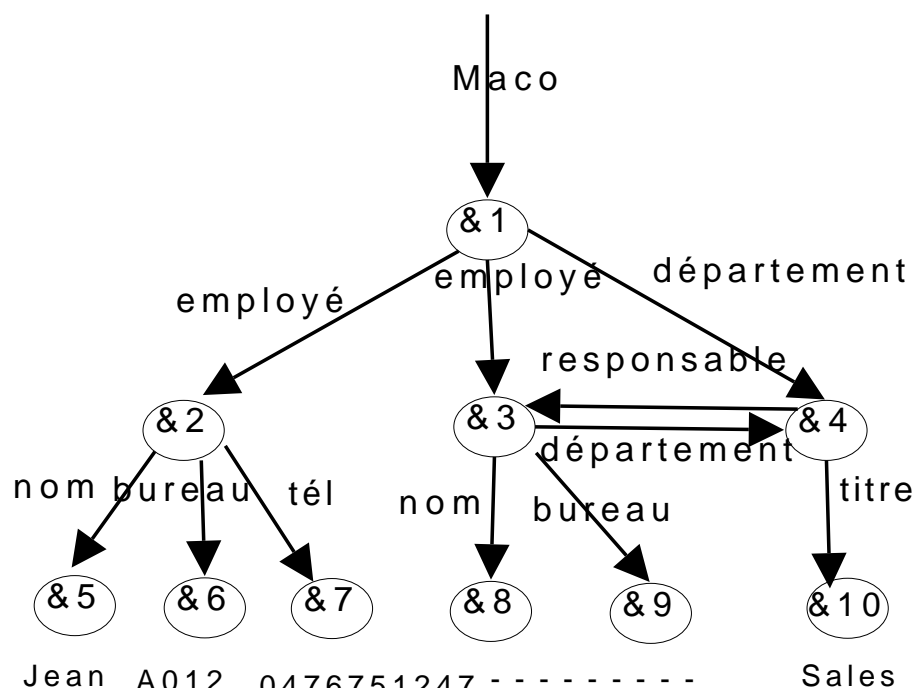 Maco
&1
employé employé département
responsable
&2 &3 &4
département
nom bureau tél nom bureau titre
&5 &6 &7 &8 &9 &10
Jean A012 0476751247 - - - - - - - - - Sales